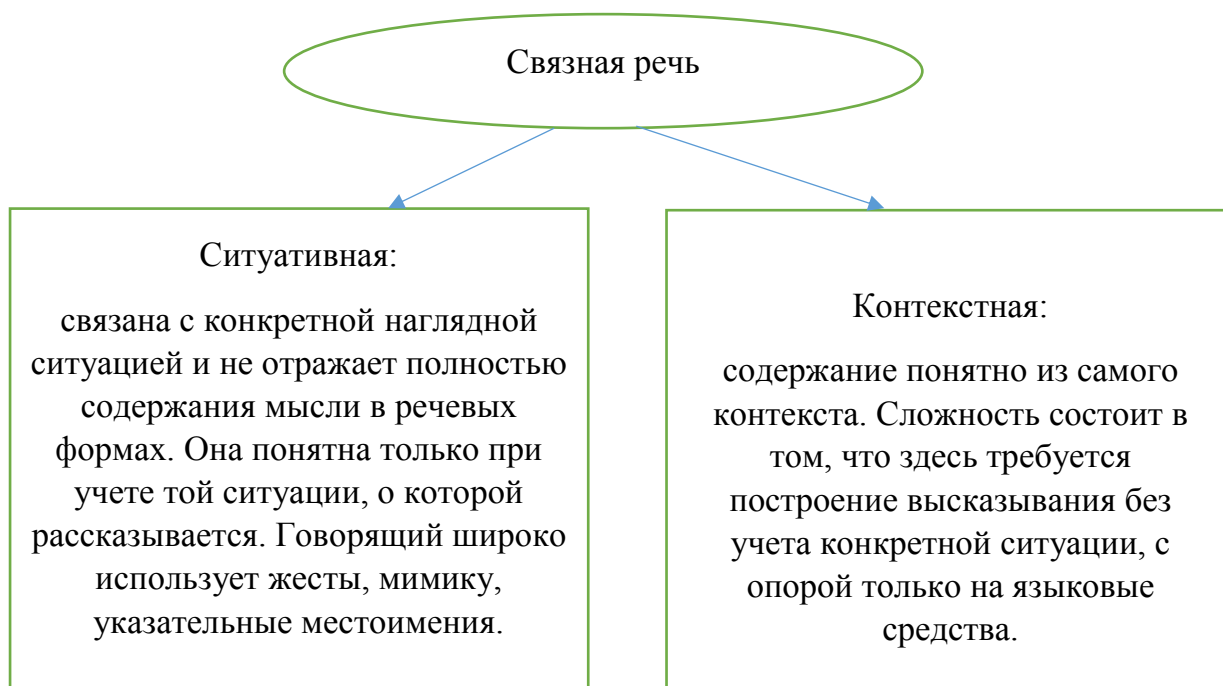 Связная речь
Ситуативная:
связана с конкретной наглядной
ситуацией и не отражает полностью
содержания мысли в речевых
формах. Она понятна только при
учете той ситуации, о которой
рассказывается. Говорящий широко
использует жесты, мимику,
указательные местоимения.
Контекстная:
содержание понятно из самого
контекста. Сложность состоит в
том, что здесь требуется
построение высказывания без
учета конкретной ситуации, с
опорой только на языковые
средства.